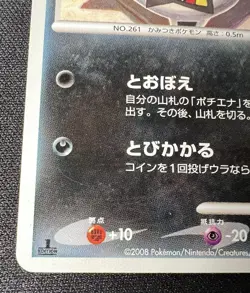 NO.261 かみつきポケモン 高さ:0.5m
とおぼえ
自分の山札の「ポチエナ」を
出す。その後、山札を切る。
とびかかる
コインを1回投げウラな
弱点 抵抗力
+10 -20
1
EDITION
©2008 Pokémon/Nintendo/Creatures